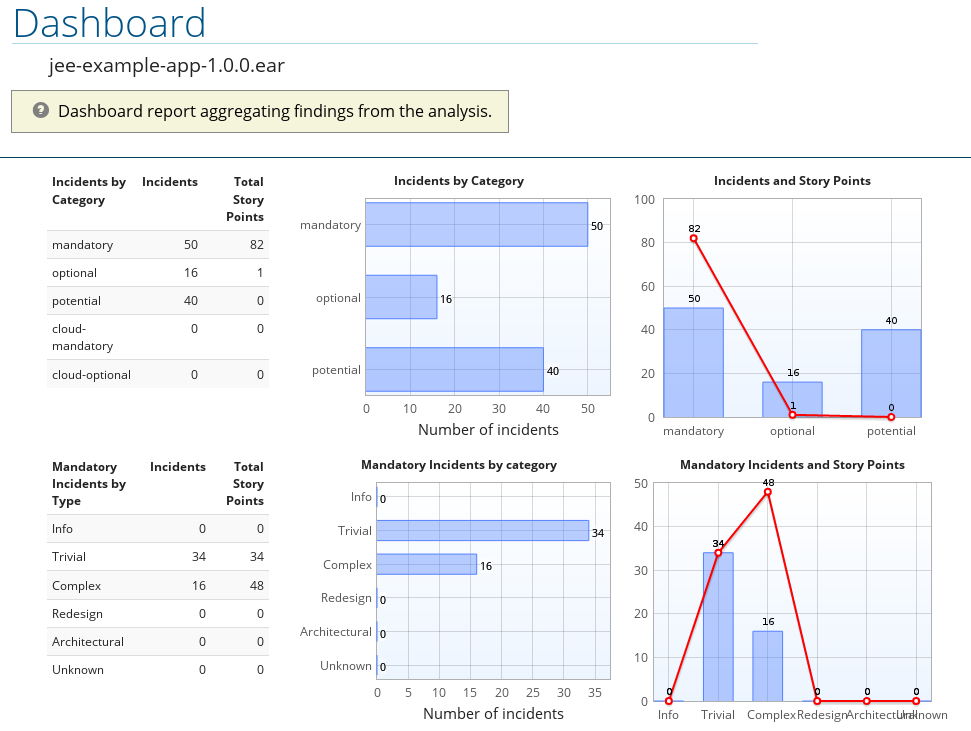 Dashboard
jee-example-app-1.0.0.ear
? Dashboard report aggregating findings from the analysis.
Incidents by Category Incidents Total Story Points
mandatory 50 82
optional 16 1
potential 40 0
cloud-mandatory 0 0
cloud-optional 0 0
Incidents by Category
mandatory 50
optional 16
potential 40
0 10 20 30 40 50
Number of incidents
Incidents and Story Points
100
80
60
40
20
0
82
50
16
1
40
0
mandatory optional potential
Mandatory Incidents by Type Incidents Total Story Points
Info 0 0
Trivial 34 34
Complex 16 48
Redesign 0 0
Architectural 0 0
Unknown 0 0
Mandatory Incidents by category
Info 0
Trivial 34
Complex 16
Redesign 0
Architectural 0
Unknown 0
0 5 10 15 20 25 30 35
Number of incidents
Mandatory Incidents and Story Points
50
40
30
20
10
0
0
34
48
16
0
0
0
Info Trivial Complex Redesign Architectural Unknown